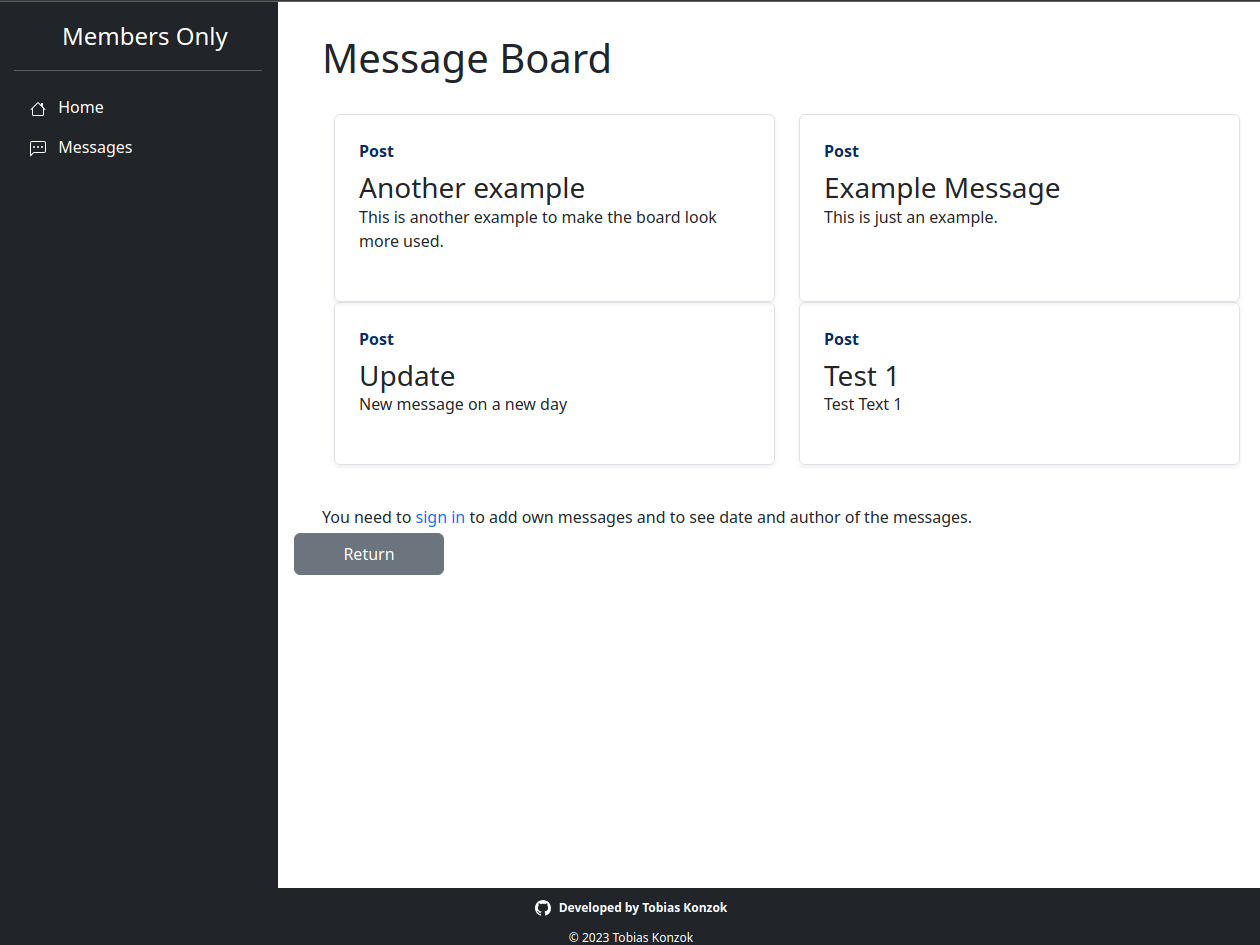 Members Only
Home
Messages
Message Board
Post
Another example
This is another example to make the board look
more used.
Post
Example Message
This is just an example.
Post
Update
New message on a new day
Post
Test 1
Test Text 1
You need to sign in to add own messages and to see date and author of the messages.
Return
Developed by Tobias Konzok
© 2023 Tobias Konzok